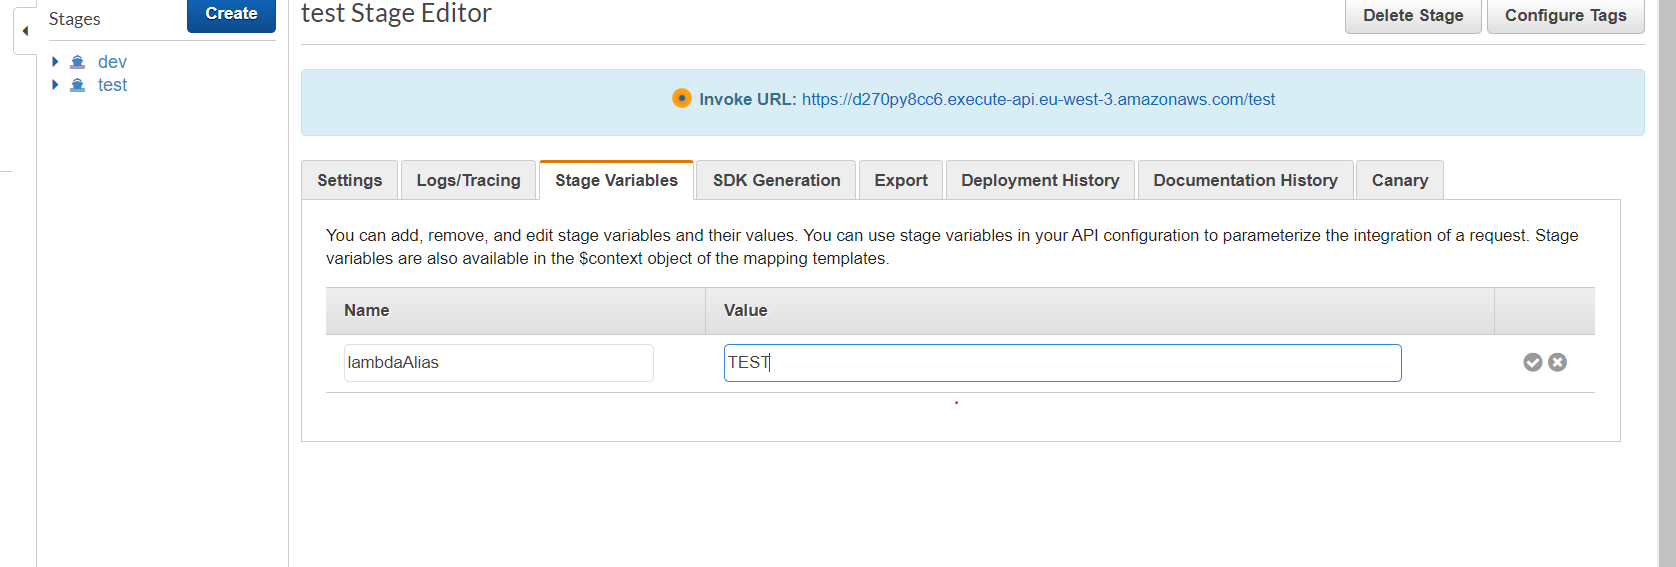 Stages
Create
dev
test
test Stage Editor
Delete Stage
Configure Tags
Invoke URL: https://d270py8cc6.execute-api.eu-west-3.amazonaws.com/test
Settings
Logs/Tracing
Stage Variables
SDK Generation
Export
Deployment History
Documentation History
Canary
You can add, remove, and edit stage variables and their values. You can use stage variables in your API configuration to parameterize the integration of a request. Stage
variables are also available in the $context object of the mapping templates.
Name
Value
lambdaAlias
TEST